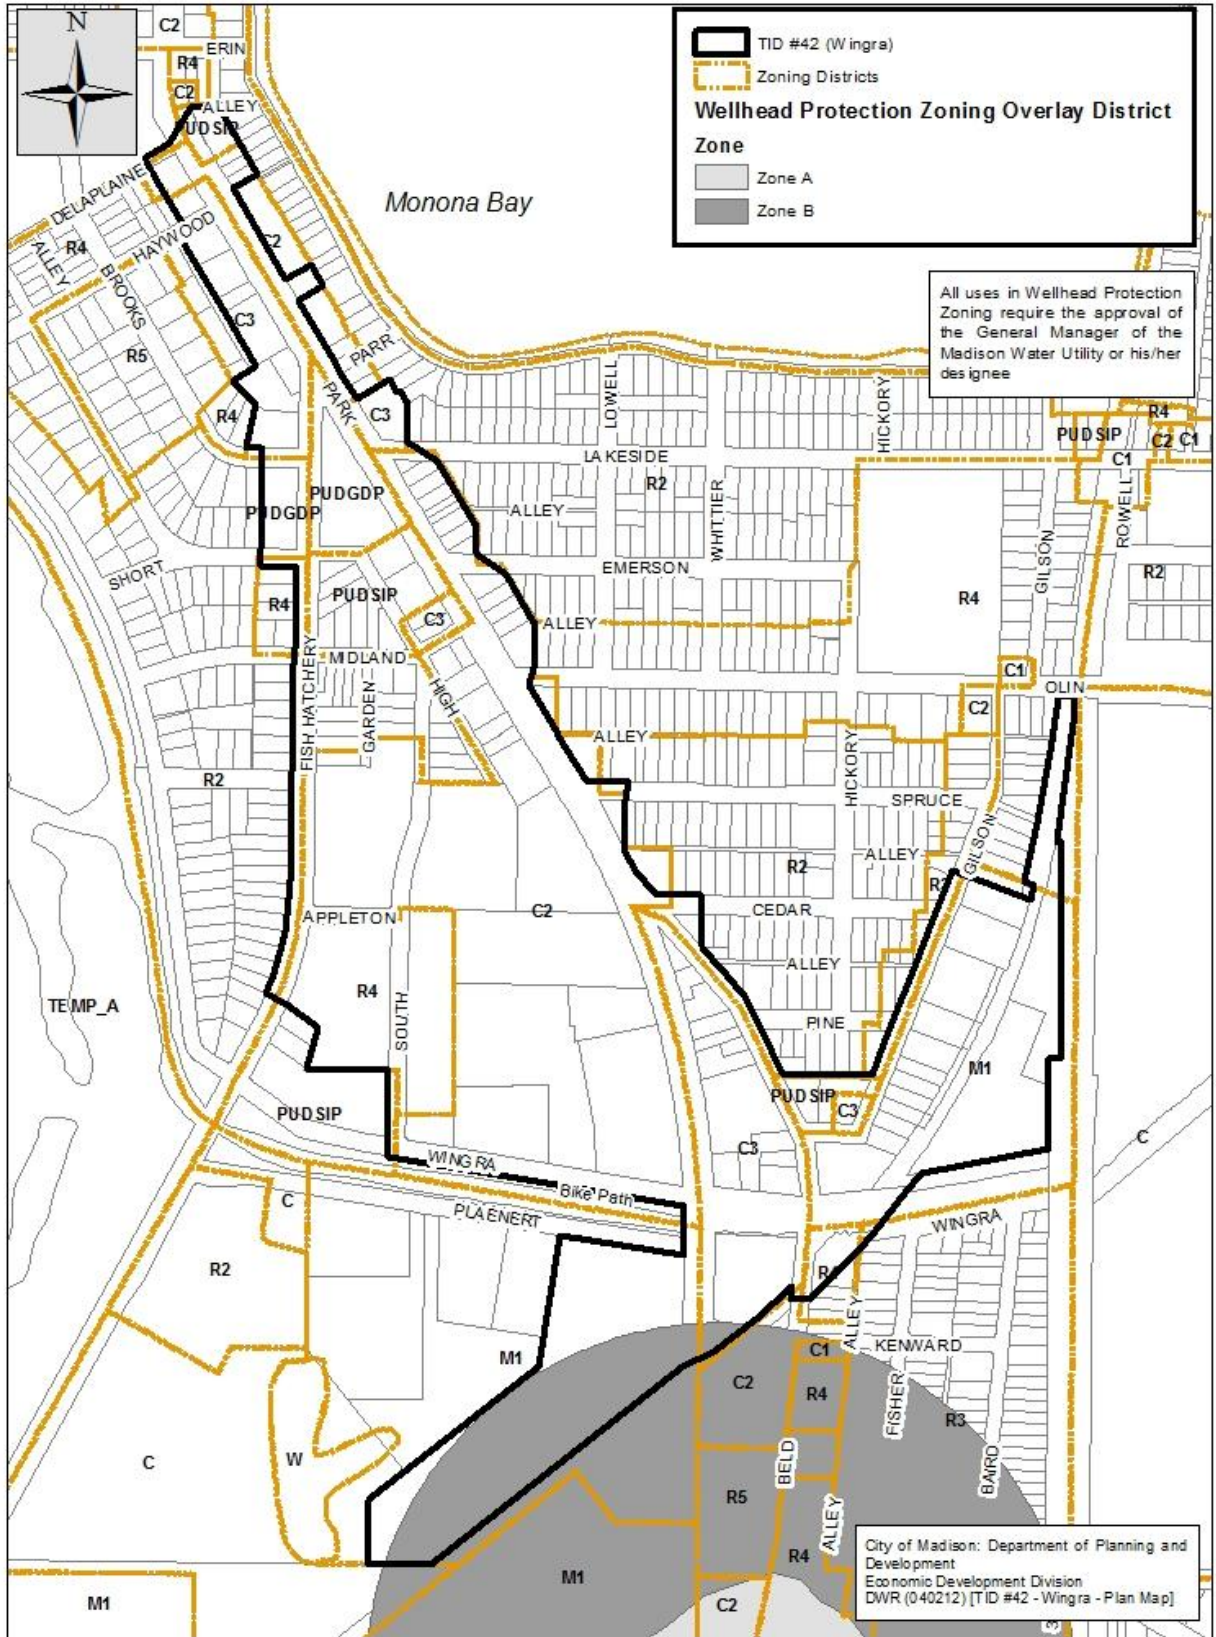 N
C2
ERIN
R4
C2
ALLEY
PUDSIP
TID #42 (Wingra)
Zoning Districts
Wellhead Protection Zoning Overlay District
Zone
Zone A
Zone B
Monona Bay
DELAPLAINE
HAYWOOD
ALLEY
R4
BROOKS
C2
C3
R5
PARR
PARK
R4
C3
All uses in Wellhead Protection
Zoning require the approval of
the General Manager of the
Madison Water Utility or his/her
designee
LOWELL
HICKORY
R4
PUDSIP
C2
C1
C1
LAKESIDE
R2
WHITTIER
ALLEY
PUDGDP
PUDGDP
GILSON
ROWELL
EMERSON
SHORT
R2
R4
PUDSIP
R4
C3
ALLEY
MIDLAND
FISH HATCHERY
GARDEN
HIGH
C1
OLIN
C2
ALLEY
HICKORY
R2
SPRUCE
GILSON
ALLEY
R2
R2
CEDAR
C2
APPLETON
ALLEY
R4
TEMP_A
SOUTH
PINE
M1
PUDSIP
PUDSIP
C3
C
C3
WINGRA
Bike Path
PLAENERT
C
WINGRA
R2
R4
ALLEY
KENWARD
M1
C1
C2
R4
FISHER
R3
C
W
BELD
BAIRD
R5
ALLEY
R4
M1
M1
C2
City of Madison: Department of Planning and
Development
Economic Development Division
DWR (040212) [TID #42 - Wingra - Plan Map]
3